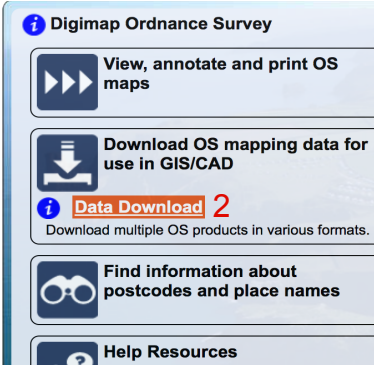 Digimap Ordnance Survey
View, annotate and print OS
maps
Download OS mapping data for
use in GIS/CAD
Data Download 2
Download multiple OS products in various formats.
Find information about
postcodes and place names
Help Resources